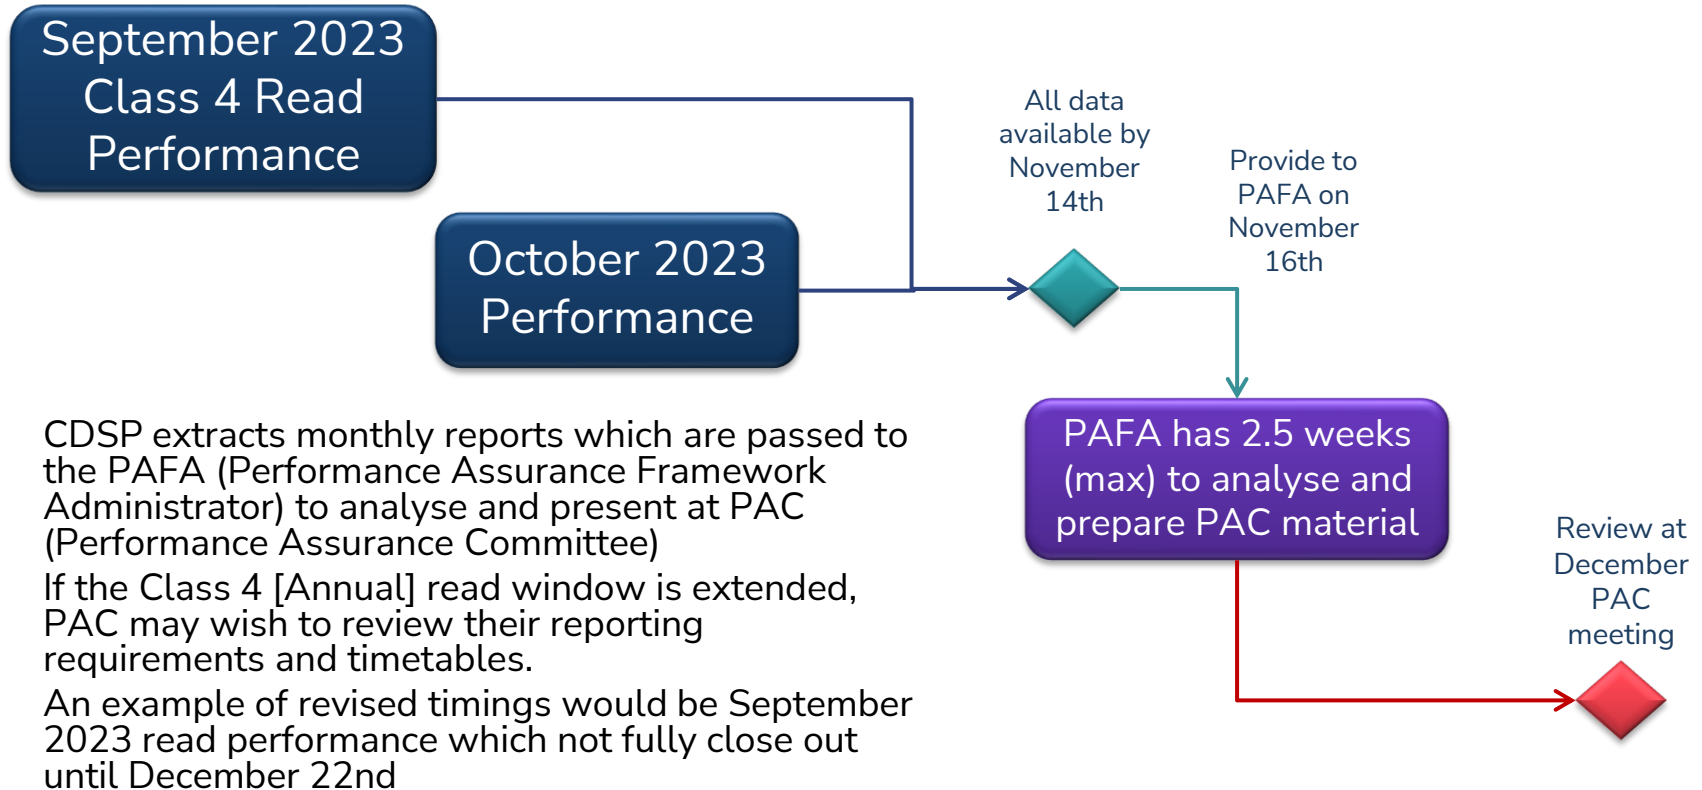 September 2023
Class 4 Read
Performance
October 2023
Performance
All data
available by
November
14th
Provide to
PAFA on
November
16th
PAFA has 2.5 weeks
(max) to analyse and
prepare PAC material
Review at
December
PAC
meeting
CDSP extracts monthly reports which are passed to
the PAFA (Performance Assurance Framework
Administrator) to analyse and present at PAC
(Performance Assurance Committee)
If the Class 4 [Annual] read window is extended,
PAC may wish to review their reporting
requirements and timetables.
An example of revised timings would be September
2023 read performance which not fully close out
until December 22nd